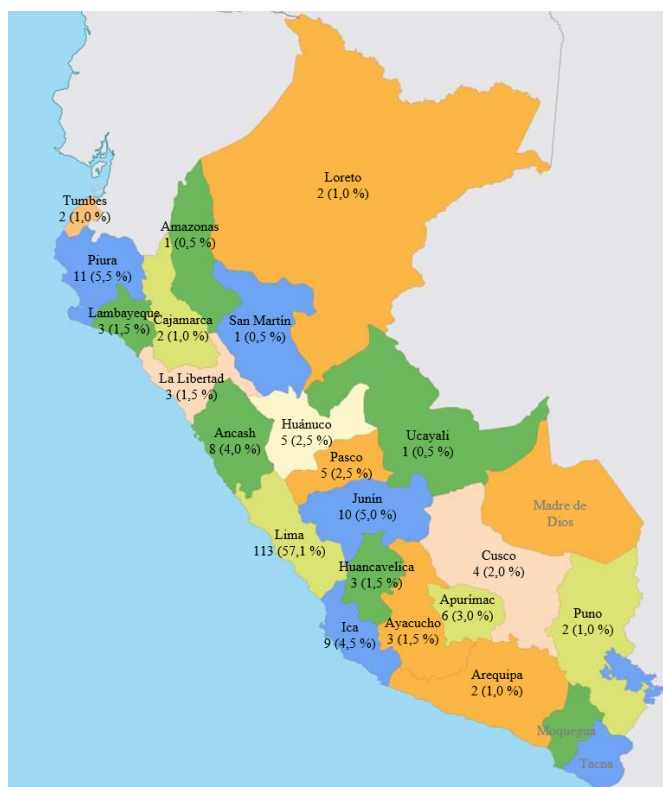 Loreto
2 (1,0 %)
Tumbes
2 (1,0 %)
Amazonas
1 (0,5 %)
Piura
11 (5,5 %)
Lambayeque
3 (1,5 %)
Cajamarca
2 (1,0 %)
San Martín
1 (0,5 %)
La Libertad
3 (1,5 %)
Ancash
8 (4,0 %)
Huánuco
5 (2,5 %)
Ucayali
1 (0,5 %)
Pasco
5 (2,5 %)
Junín
10 (5,0 %)
Madre de
Dios
Lima
113 (57,1 %)
Huancavelica
3 (1,5 %)
Cusco
4 (2,0 %)
Apurímac
6 (3,0 %)
Puno
2 (1,0 %)
Ica
9 (4,5 %)
Ayacucho
3 (1,5 %)
Arequipa
2 (1,0 %)
Moquegua
Tacna